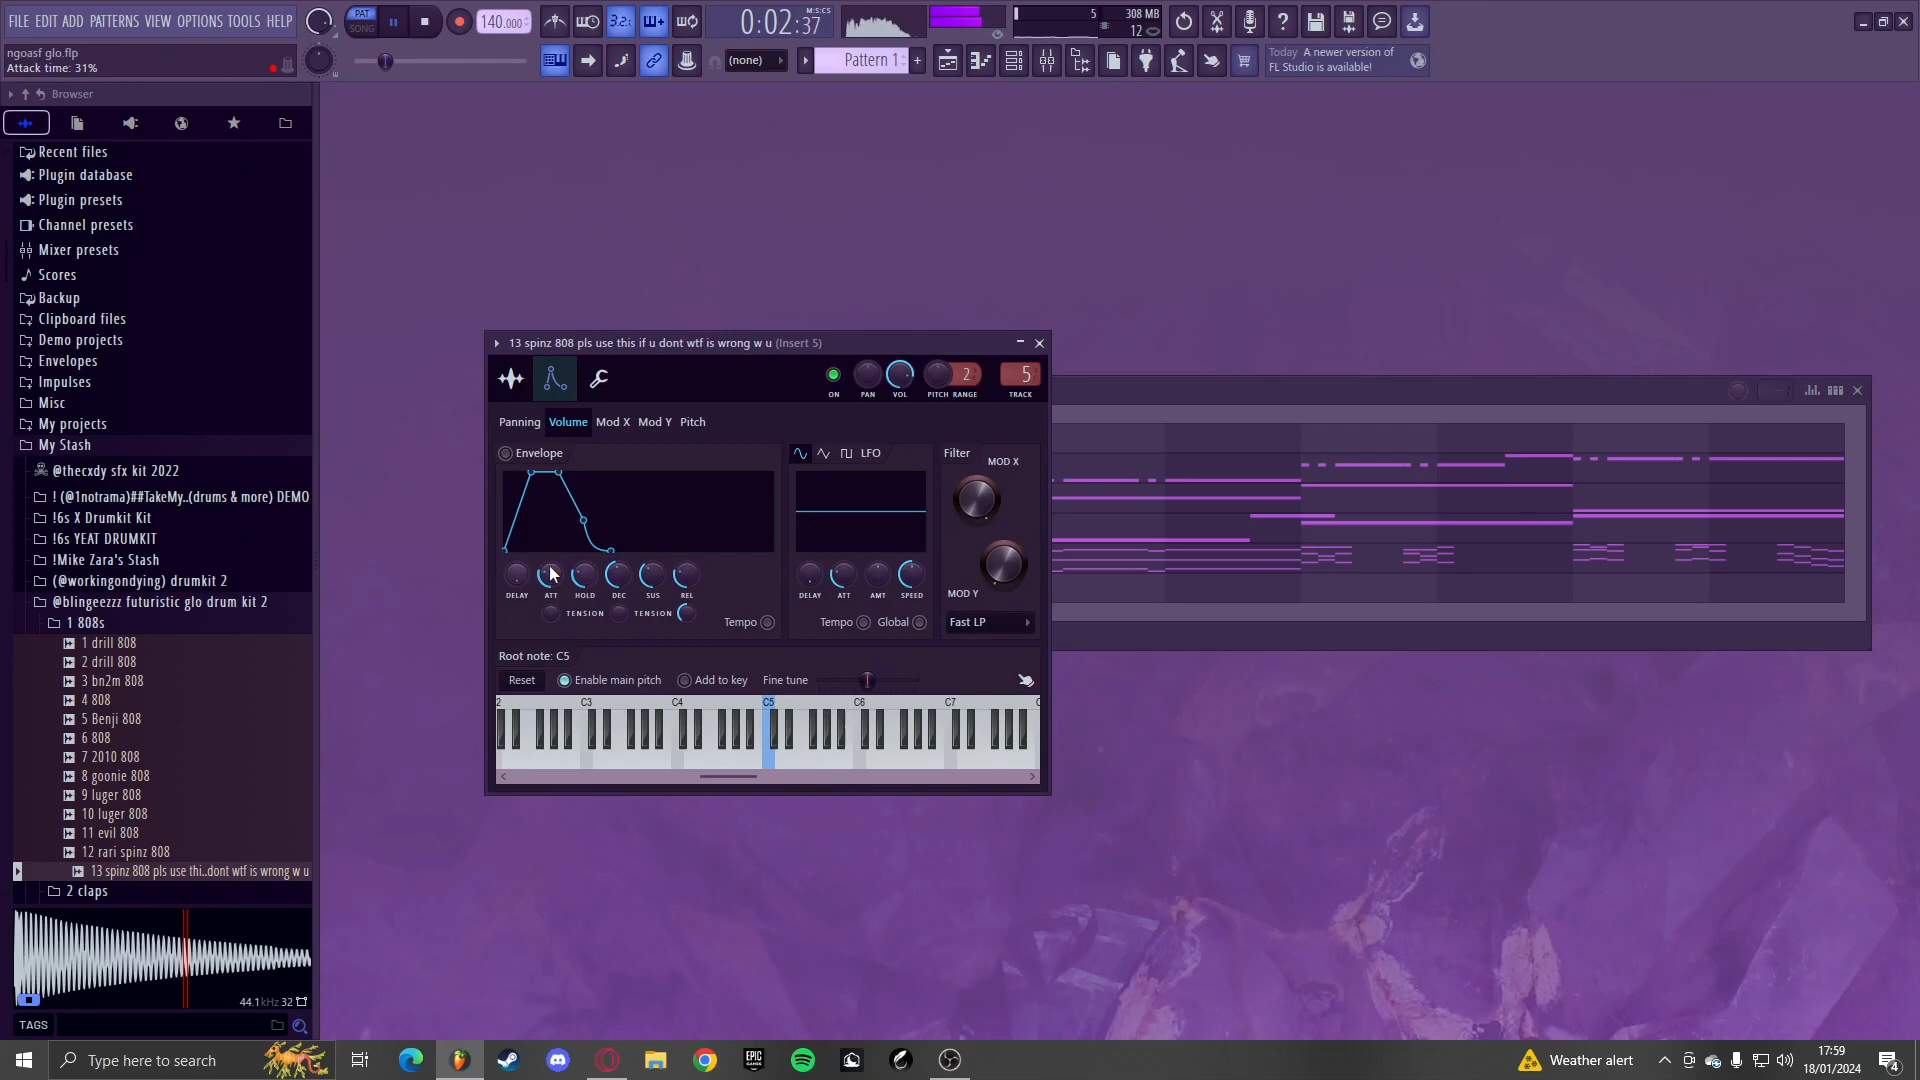 FILE EDIT ADD PATTERNS VIEW OPTIONS TOOLS HELP
PAT
SONG
140.000
3.2
0:02:37
M:S:CS
5
308 MB
12
ngoasf glo.flp
Attack time: 31%
(none)
Pattern 1
Today A newer version of
FL Studio is available!
Browser
Recent files
Plugin database
Plugin presets
Channel presets
Mixer presets
Scores
Backup
Clipboard files
Demo projects
Envelopes
Impulses
Misc
My projects
My Stash
@thecxdy sfx kit 2022
! (@1notrama)##TakeMy..(drums & more) DEMO
!6s X Drumkit Kit
!6s YEAT DRUMKIT
!Mike Zara's Stash
(@workingondying) drumkit 2
@blingeezzz futuristic glo drum kit 2
1 808s
1 drill 808
2 drill 808
3 bn2m 808
4 808
5 Benji 808
6 808
7 2010 808
8 goonie 808
9 luger 808
10 luger 808
11 evil 808
12 rari spinz 808
13 spinz 808 pls use thi..dont wtf is wrong w u
2 claps
44.1kHz 32
TAGS
13 spinz 808 pls use this if u dont wtf is wrong w u (Insert 5)
2
5
ON PAN VOL PITCH RANGE TRACK
Panning Volume Mod X Mod Y Pitch
Envelope
LFO
Filter
MOD X
DELAY ATT HOLD DEC SUS REL
DELAY ATT AMT SPEED
MOD Y
TENSION TENSION
Tempo
Tempo Global
Fast LP
Root note: C5
Reset Enable main pitch Add to key Fine tune
2 C3 C4 C5 C6 C7
Type here to search
EPIC GAMES
Weather alert
17:59
18/01/2024
4